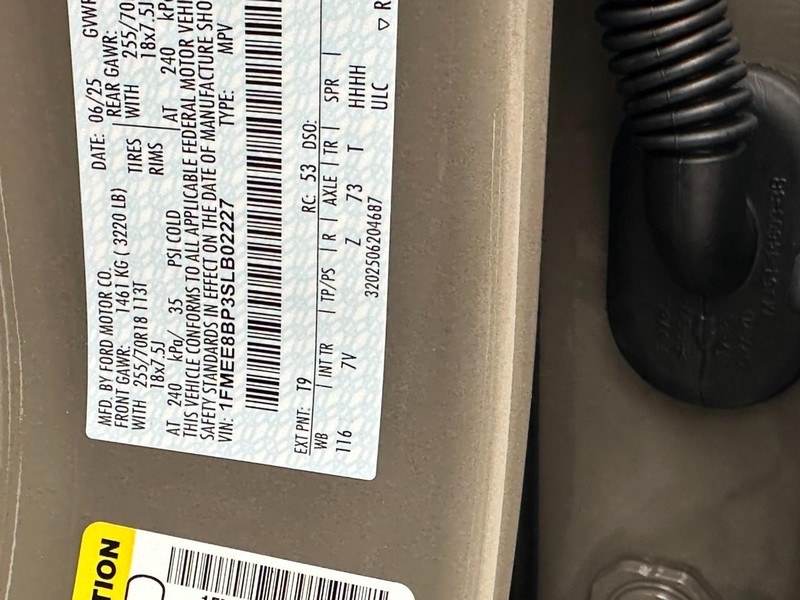 MFD. BY FORD MOTOR CO.
DATE: 06/25
GVWR
FRONT GAWR: 1461 KG ( 3220 LB)
REAR GAWR:
WITH 255/70R18 113T
TIRES WITH 255/70
18x7.5J
RIMS 18x7.5J
AT 240 kPa/ 35 PSI COLD
AT 240 kP
THIS VEHICLE CONFORMS TO ALL APPLICABLE FEDERAL MOTOR VEHI
SAFETY STANDARDS IN EFFECT ON THE DATE OF MANUFACTURE SHO
VIN: 1FMEE8BP3SLB02227
TYPE: MPV
EXT PNT: T9 RC: 53 DSO:
WB | INT TR | TP/PS | R | AXLE | TR | SPR |
116 7V Z 73 T HHHH
3202506204687 ULC
▽ R
TION